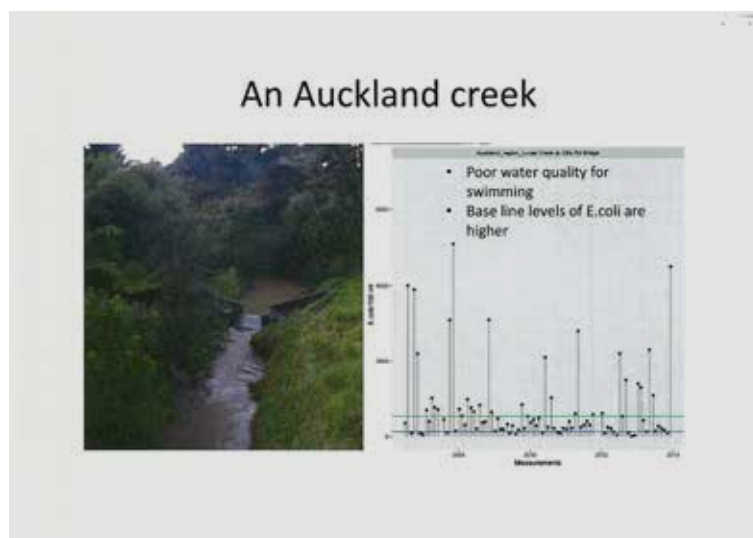 An Auckland creek
• Poor water quality for
swimming
• Base line levels of E.coli are
higher
Measurements